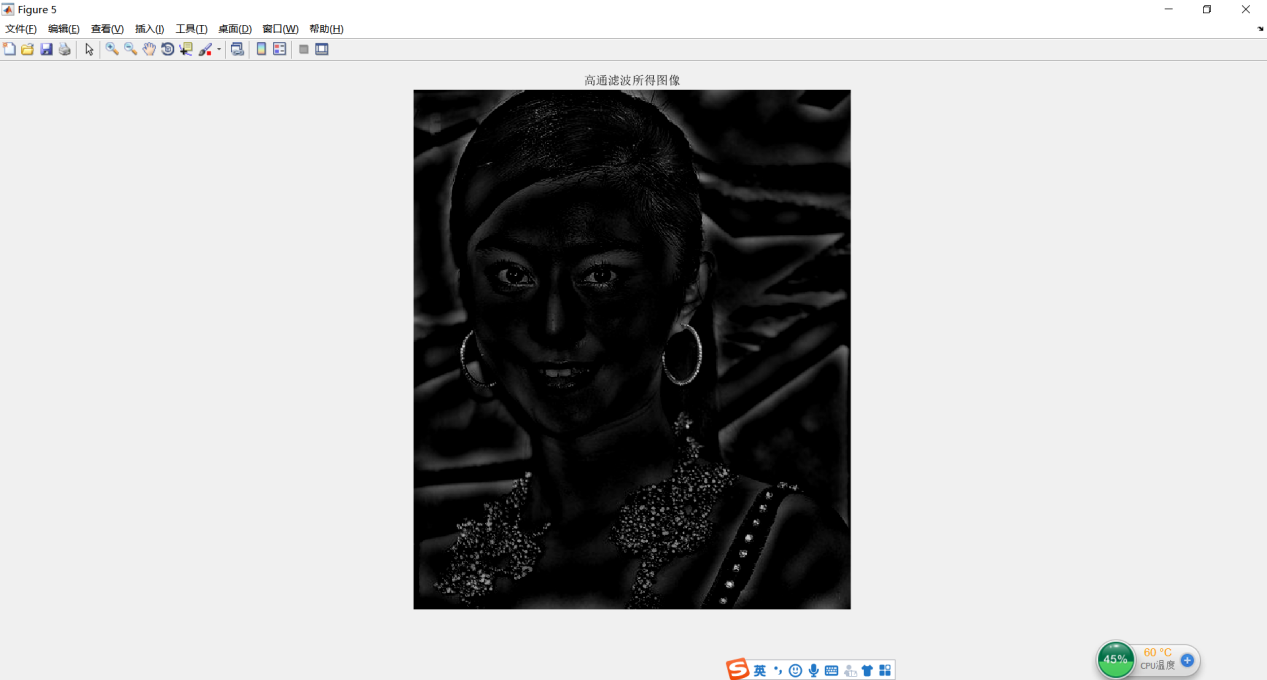 Figure 5
文件(F) 编辑(E) 查看(V) 插入(I) 工具(T) 桌面(D) 窗口(W) 帮助(H)
高通滤波所得图像
英
45% 60 °C
CPU温度